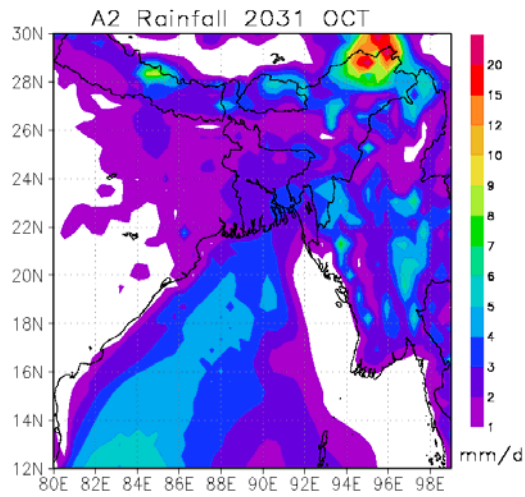 A2 Rainfall 2031 OCT
30N
28N
26N
24N
22N
20N
18N
16N
14N
12N
80E 82E 84E 86E 88E 90E 92E 94E 96E 98E
20
15
12
10
9
8
7
5
4
3
2
1
mm/d